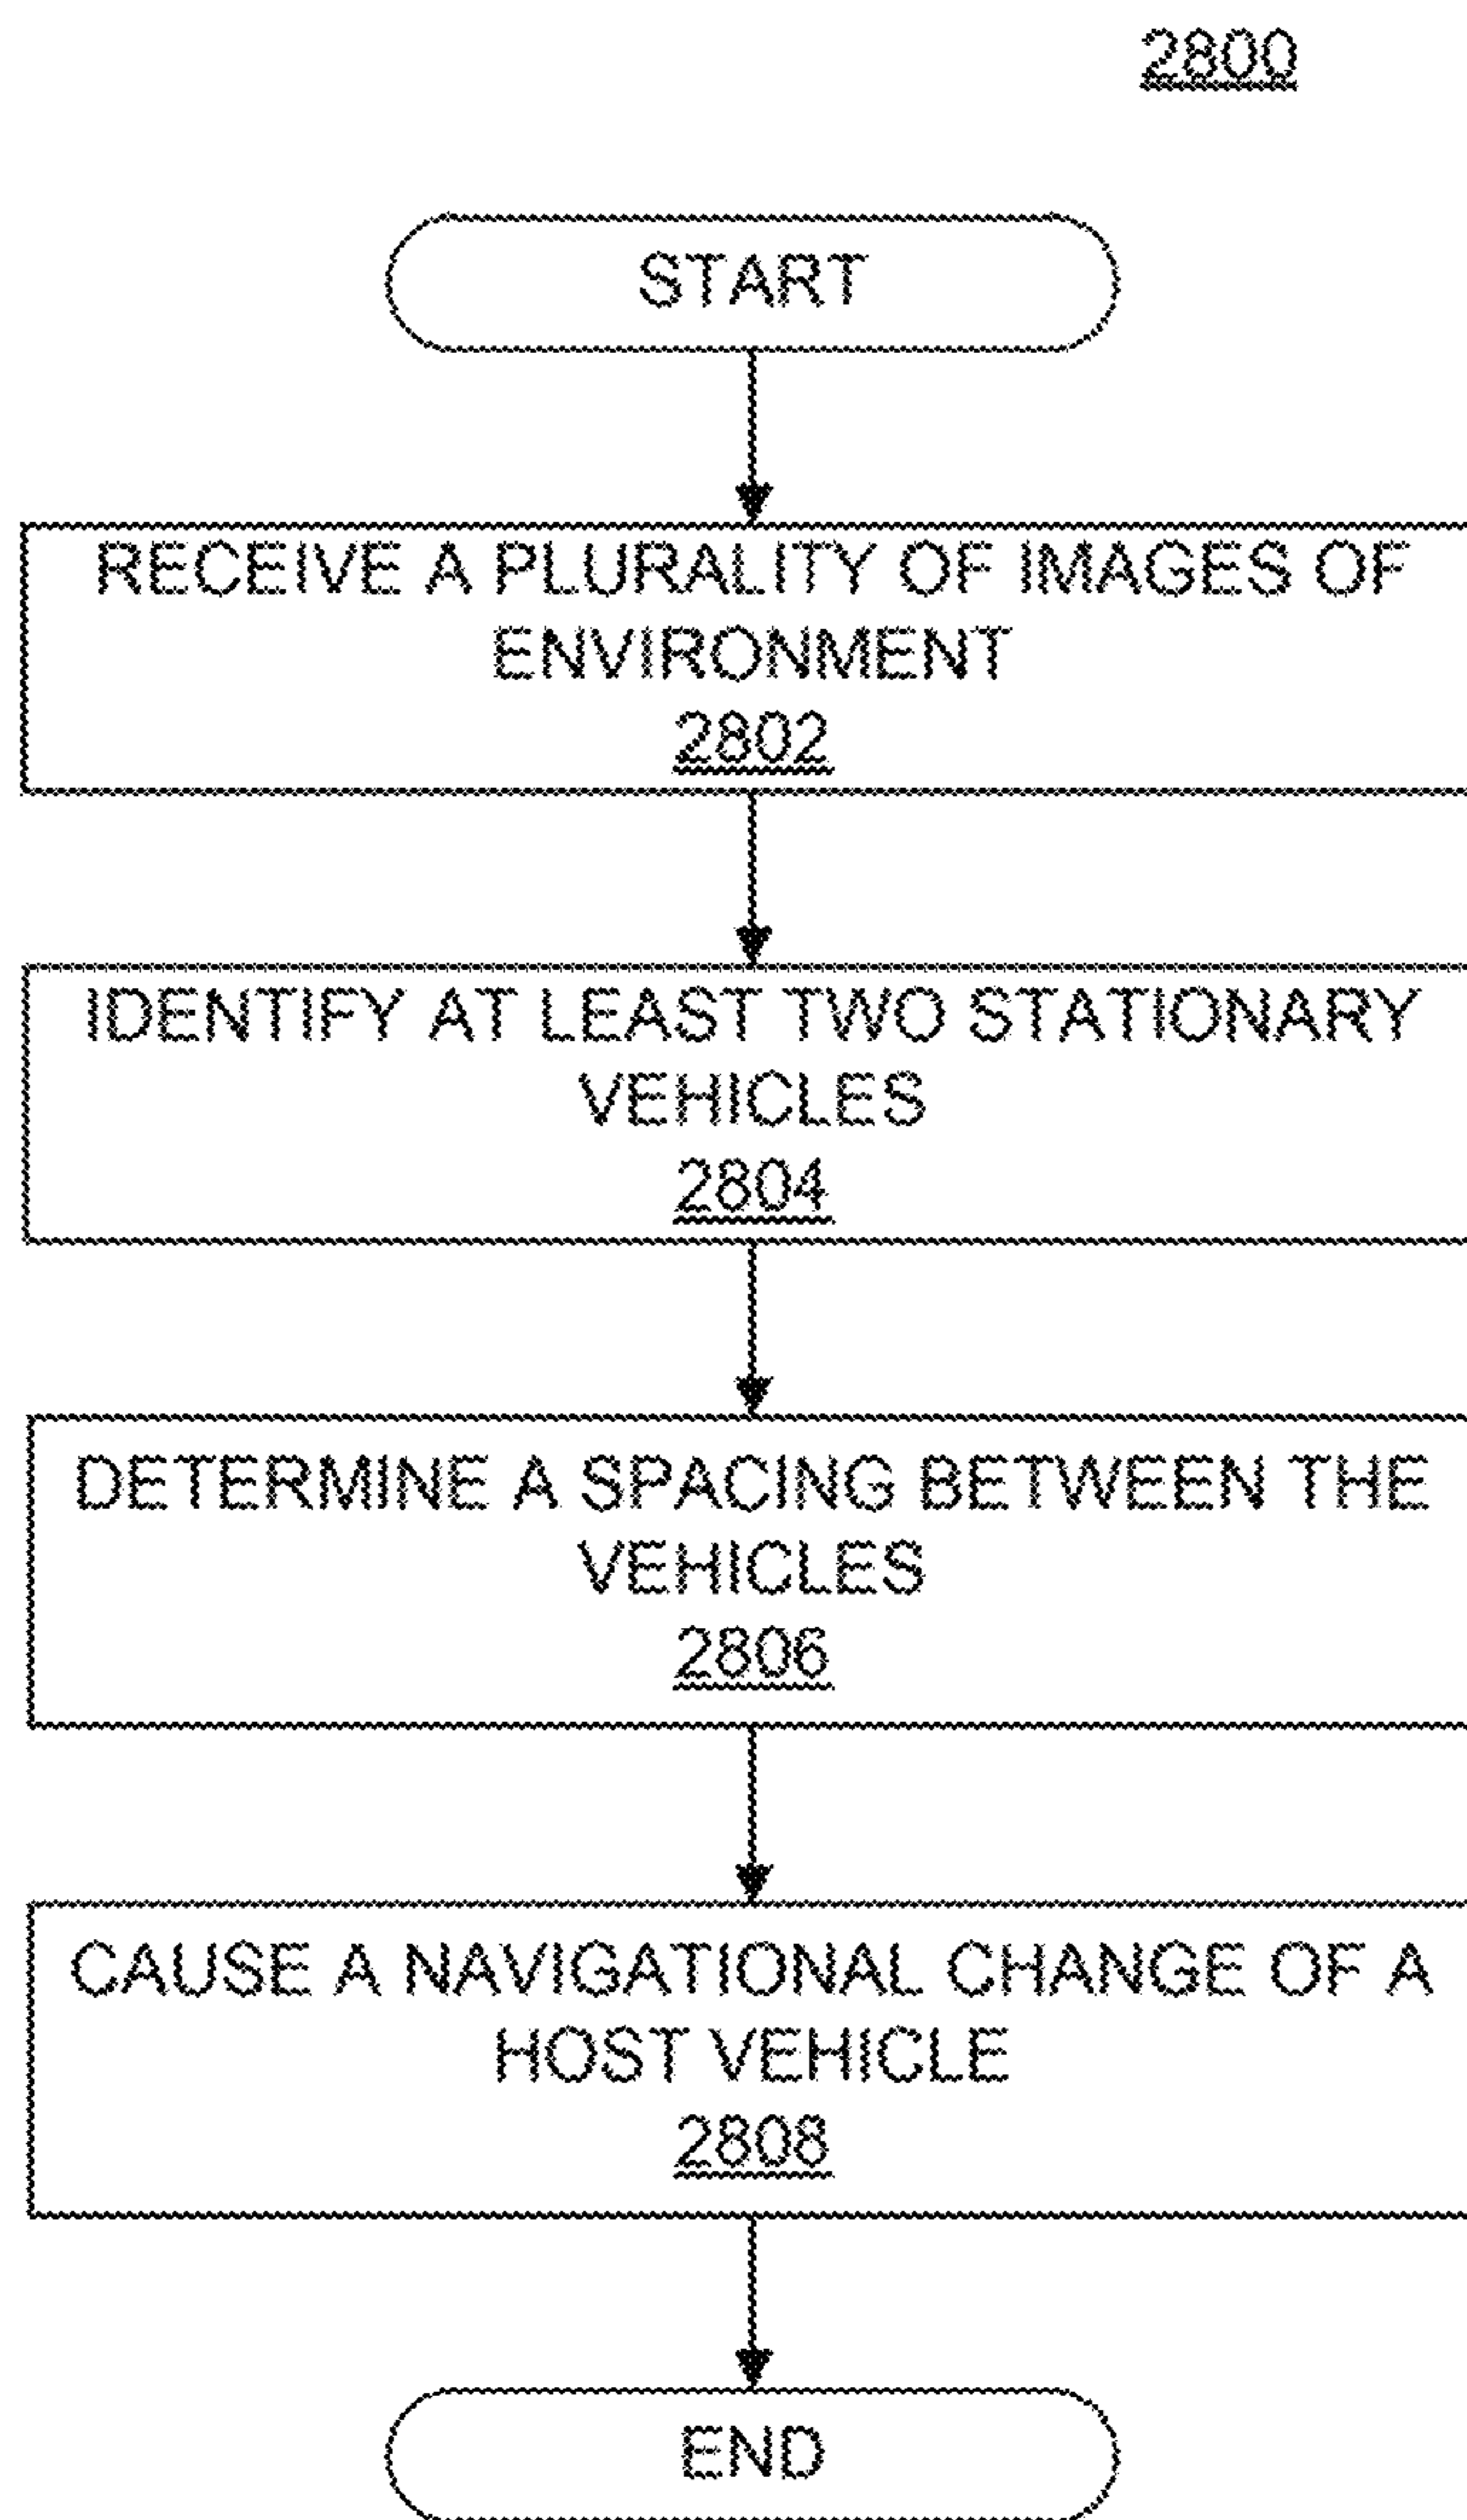 2800
START
RECEIVE A PLURALITY OF IMAGES OF
ENVIRONMENT
2802
IDENTIFY AT LEAST TWO STATIONARY
VEHICLES
2804
DETERMINE A SPACING BETWEEN THE
VEHICLES
2806
CAUSE A NAVIGATIONAL CHANGE OF A
HOST VEHICLE
2808
END